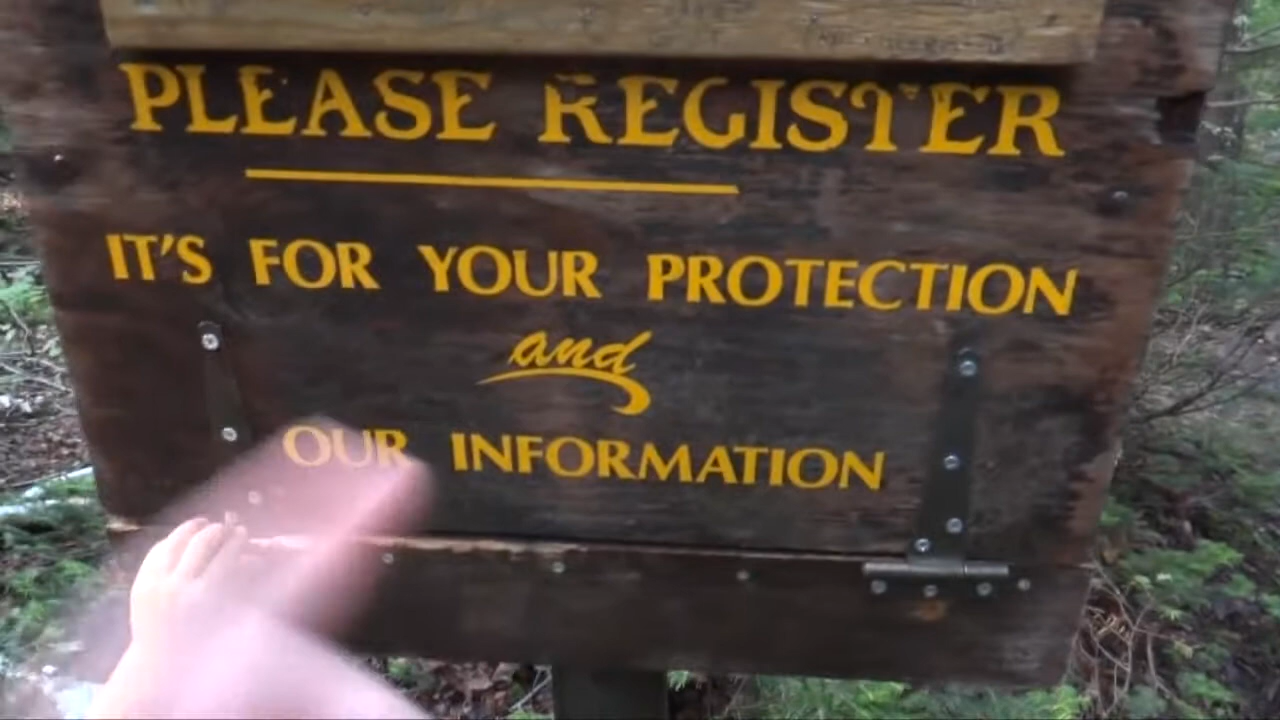 PLEASE REGISTER
IT'S FOR YOUR PROTECTION
and
OUR INFORMATION